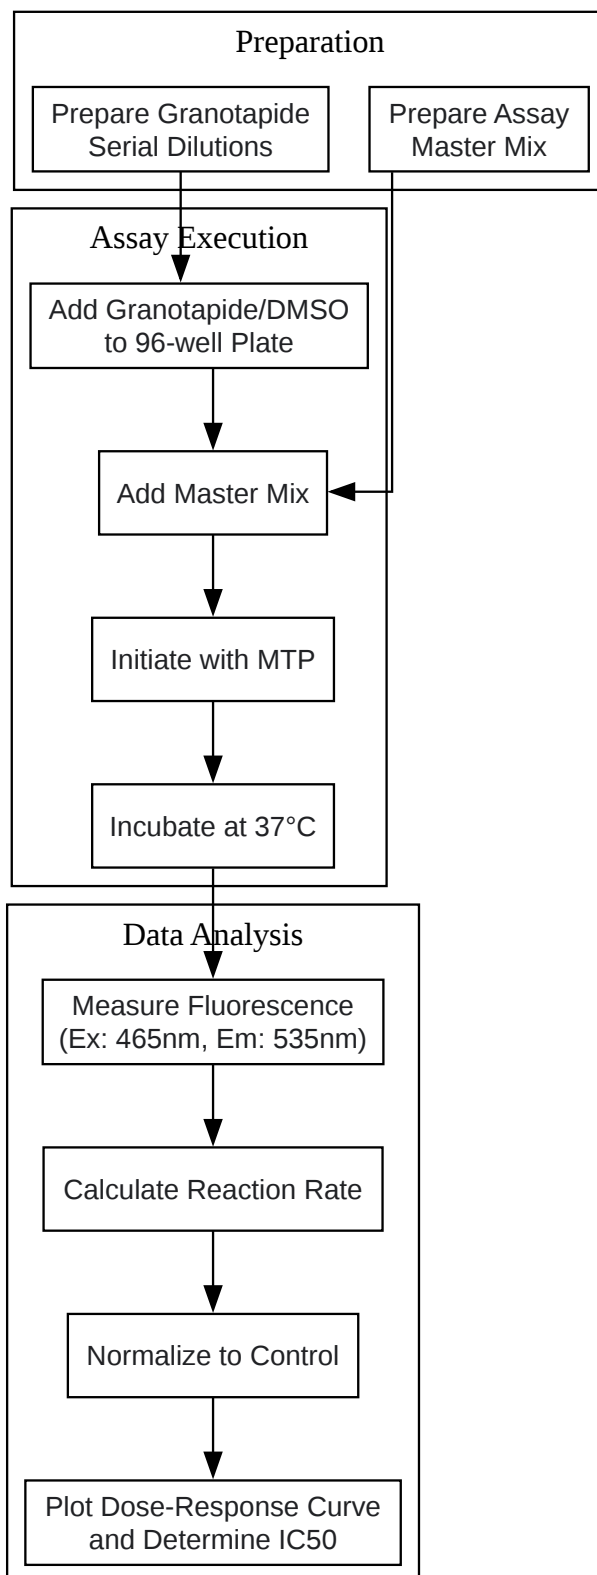 Preparation
Prepare Granotapide
Serial Dilutions
Prepare Assay
Master Mix
Assay Execution
Add Granotapide/DMSO
to 96-well Plate
Add Master Mix
Initiate with MTP
Incubate at 37°C
Data Analysis
Measure Fluorescence
(Ex: 465nm, Em: 535nm)
Calculate Reaction Rate
Normalize to Control
Plot Dose-Response Curve
and Determine IC50